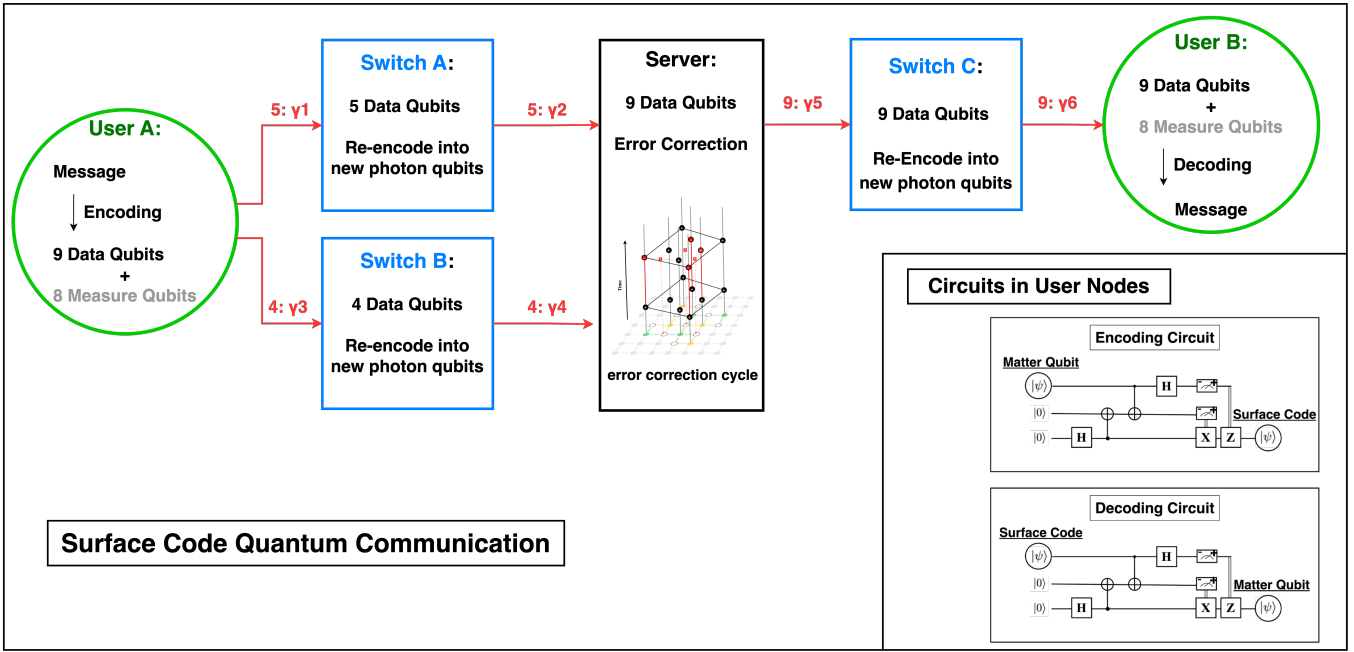 User A:
Message
Encoding
9 Data Qubits
+
8 Measure Qubits
5: γ1
4: γ3
Switch A:
5 Data Qubits
Re-encode into
new photon qubits
Switch B:
4 Data Qubits
Re-encode into
new photon qubits
5: γ2
4: γ4
Server:
9 Data Qubits
Error Correction
Time
error correction cycle
9: γ5
Switch C:
9 Data Qubits
Re-Encode into
new photon qubits
9: γ6
User B:
9 Data Qubits
+
8 Measure Qubits
Decoding
Message
Surface Code Quantum Communication
Circuits in User Nodes
Encoding Circuit
Matter Qubit
|ψ⟩
H
|0⟩
Surface Code
|0⟩ H X Z |ψ⟩
Decoding Circuit
Surface Code
|ψ⟩
H
|0⟩
Matter Qubit
|0⟩ H X Z |ψ⟩